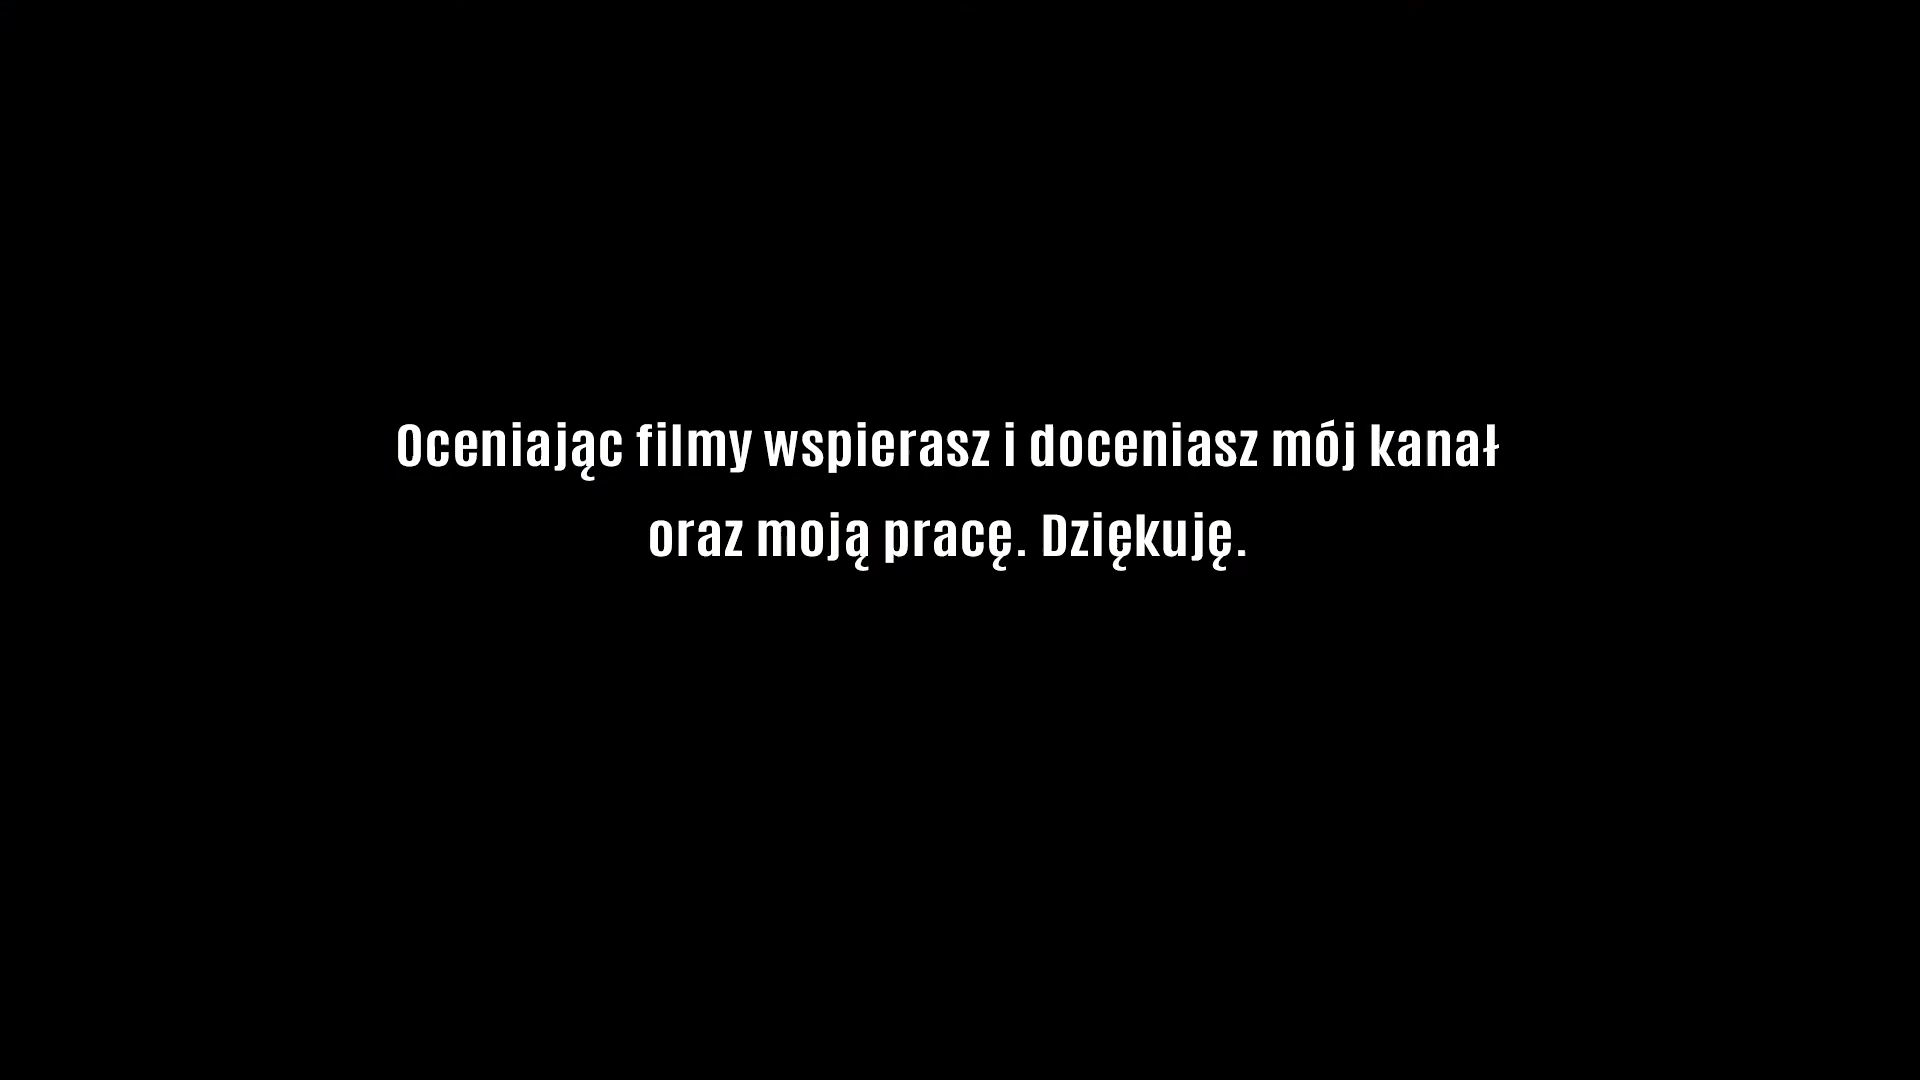 Oceniając filmy wspierasz i doceniasz mój kanał
oraz moją pracę. Dziękuję.